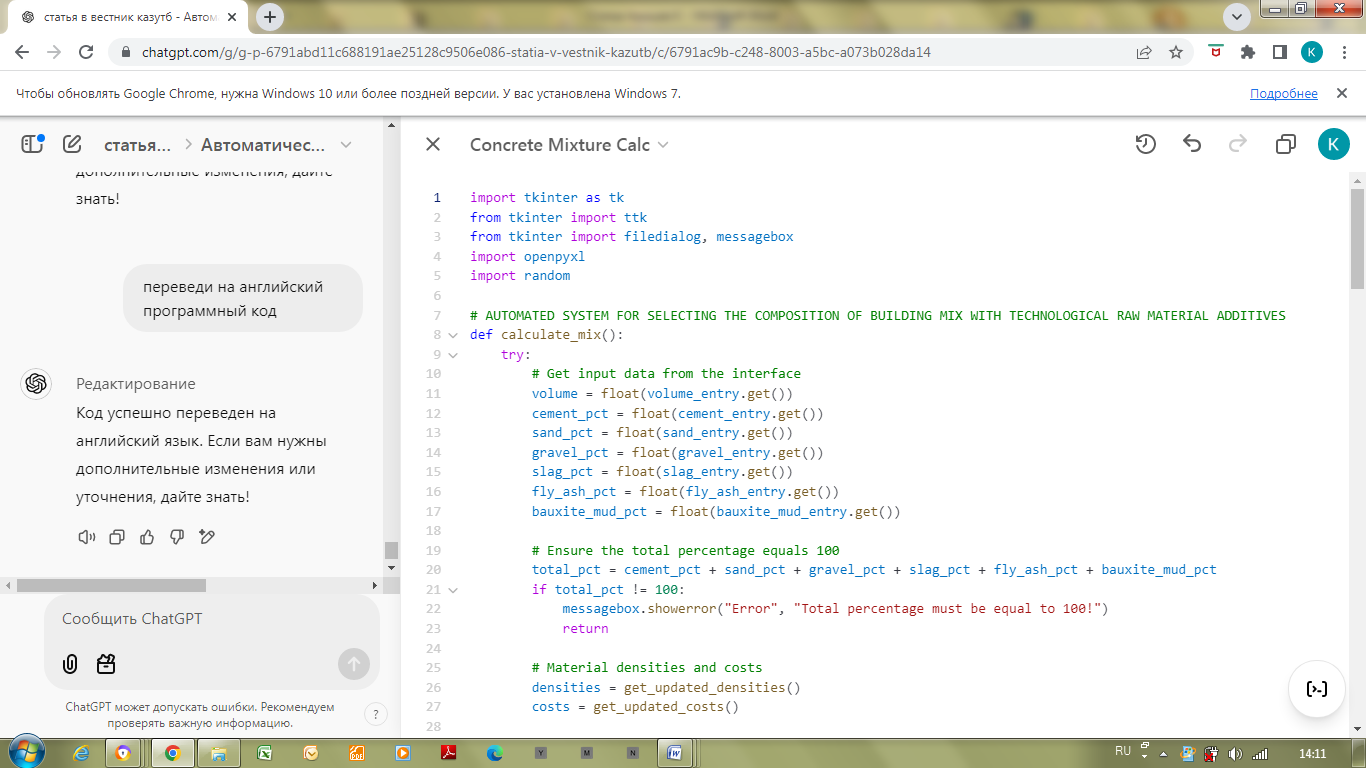 статья в вестник казутб - Автом
chatgpt.com/g/g-p-6791abd11c688191ae25128c9506e086-statia-v-vestnik-kazutb/c/6791ac9b-c248-8003-a5bc-a073b028da14
K
Чтобы обновлять Google Chrome, нужна Windows 10 или более поздней версии. У вас установлена Windows 7.
Подробнее
статья...
Автоматичес...
дополнительные изменения, дайте
знать!
переведи на английский
программный код
Редактирование
Код успешно переведен на
английский язык. Если вам нужны
дополнительные изменения или
уточнения, дайте знать!
Сообщить ChatGPT
ChatGPT может допускать ошибки. Рекомендуем
проверять важную информацию.
?
Concrete Mixture Calc
K
1 import tkinter as tk
2 from tkinter import ttk
3 from tkinter import filedialog, messagebox
4 import openpyxl
5 import random
6
7 # AUTOMATED SYSTEM FOR SELECTING THE COMPOSITION OF BUILDING MIX WITH TECHNOLOGICAL RAW MATERIAL ADDITIVES
8 def calculate_mix():
9 try:
10 # Get input data from the interface
11 volume = float(volume_entry.get())
12 cement_pct = float(cement_entry.get())
13 sand_pct = float(sand_entry.get())
14 gravel_pct = float(gravel_entry.get())
15 slag_pct = float(slag_entry.get())
16 fly_ash_pct = float(fly_ash_entry.get())
17 bauxite_mud_pct = float(bauxite_mud_entry.get())
18
19 # Ensure the total percentage equals 100
20 total_pct = cement_pct + sand_pct + gravel_pct + slag_pct + fly_ash_pct + bauxite_mud_pct
21 if total_pct != 100:
22 messagebox.showerror("Error", "Total percentage must be equal to 100!")
23 return
24
25 # Material densities and costs
26 densities = get_updated_densities()
27 costs = get_updated_costs()
28
Y
M
N
RU
14:11